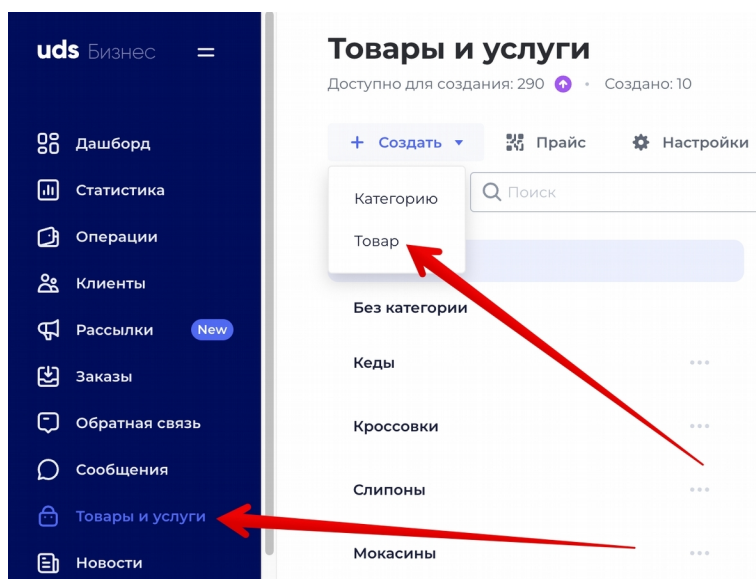 uds Бизнес
Дашборд
Статистика
Операции
Клиенты
Рассылки New
Заказы
Обратная связь
Сообщения
Товары и услуги
Новости
Товары и услуги
Доступно для создания: 290 • Создано: 10
+ Создать Прайс Настройки
Категорию
Товар
Поиск
Без категории
Кеды
Кроссовки
Слипоны
Мокасины